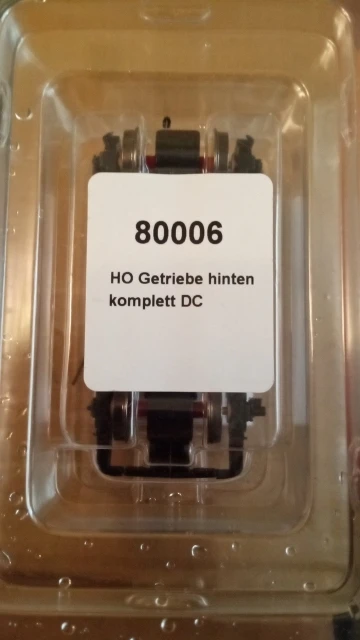 80006
HO Getriebe hinten
komplett DC